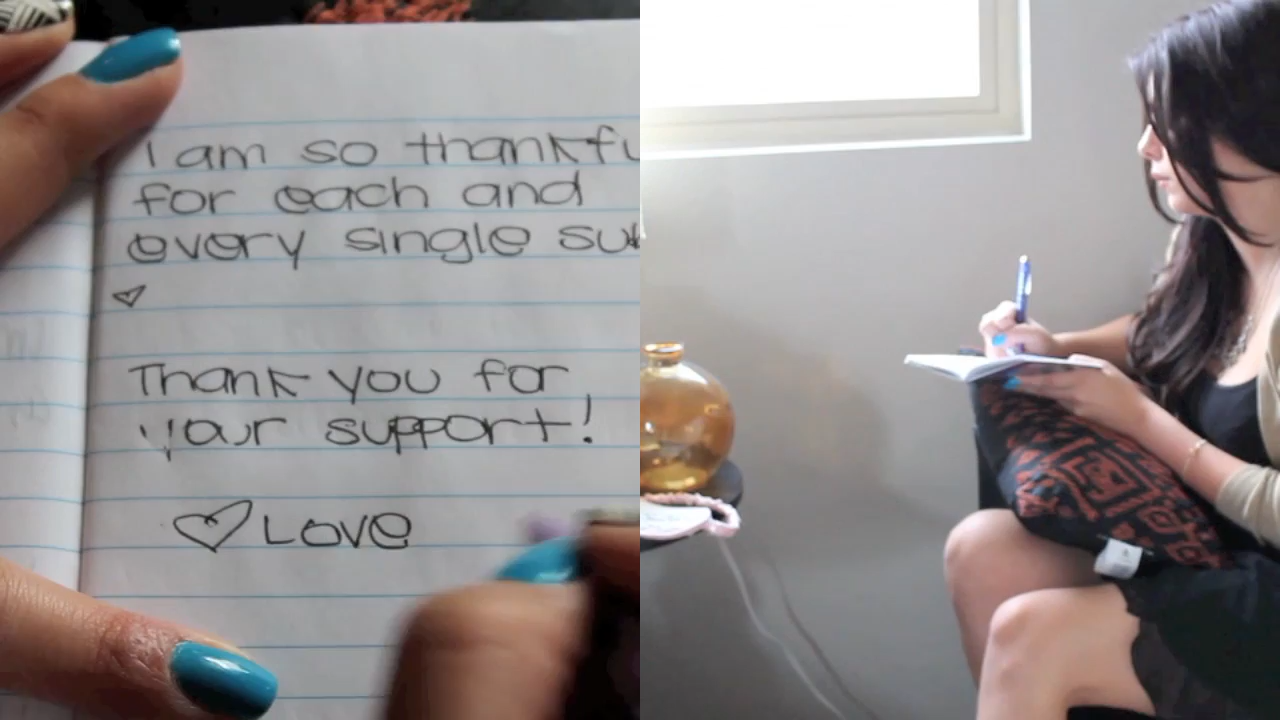 I am so thankfu
for each and
every single sub
Thank you for
your support!
Love